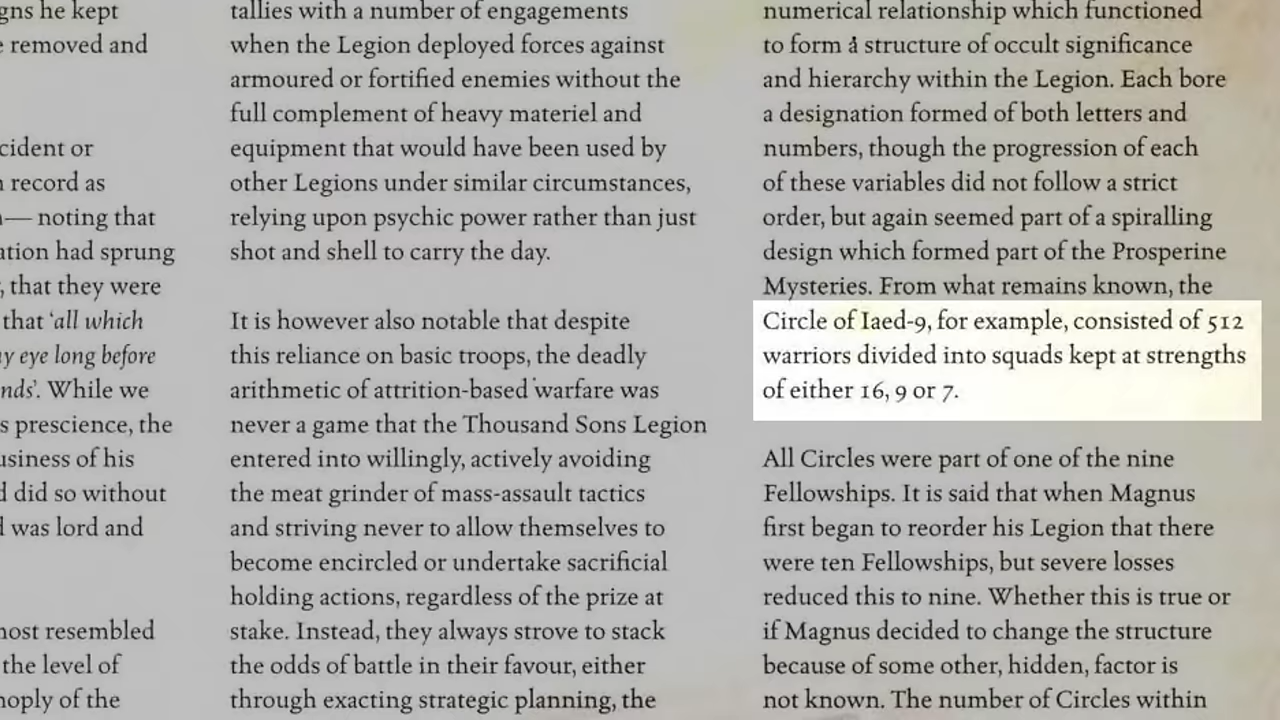 gns he kept
removed and
cident or
record as
— noting that
ation had sprung
, that they were
that ‘all which
y eye long before
nds’. While we
s prescience, the
usiness of his
d did so without
d was lord and
most resembled
the level of
noply of the
tallies with a number of engagements
when the Legion deployed forces against
armoured or fortified enemies without the
full complement of heavy materiel and
equipment that would have been used by
other Legions under similar circumstances,
relying upon psychic power rather than just
shot and shell to carry the day.
It is however also notable that despite
this reliance on basic troops, the deadly
arithmetic of attrition-based warfare was
never a game that the Thousand Sons Legion
entered into willingly, actively avoiding
the meat grinder of mass-assault tactics
and striving never to allow themselves to
become encircled or undertake sacrificial
holding actions, regardless of the prize at
stake. Instead, they always strove to stack
the odds of battle in their favour, either
through exacting strategic planning, the
numerical relationship which functioned
to form a structure of occult significance
and hierarchy within the Legion. Each bore
a designation formed of both letters and
numbers, though the progression of each
of these variables did not follow a strict
order, but again seemed part of a spiralling
design which formed part of the Prosperine
Mysteries. From what remains known, the
Circle of Iaed-9, for example, consisted of 512
warriors divided into squads kept at strengths
of either 16, 9 or 7.
All Circles were part of one of the nine
Fellowships. It is said that when Magnus
first began to reorder his Legion that there
were ten Fellowships, but severe losses
reduced this to nine. Whether this is true or
if Magnus decided to change the structure
because of some other, hidden, factor is
not known. The number of Circles within